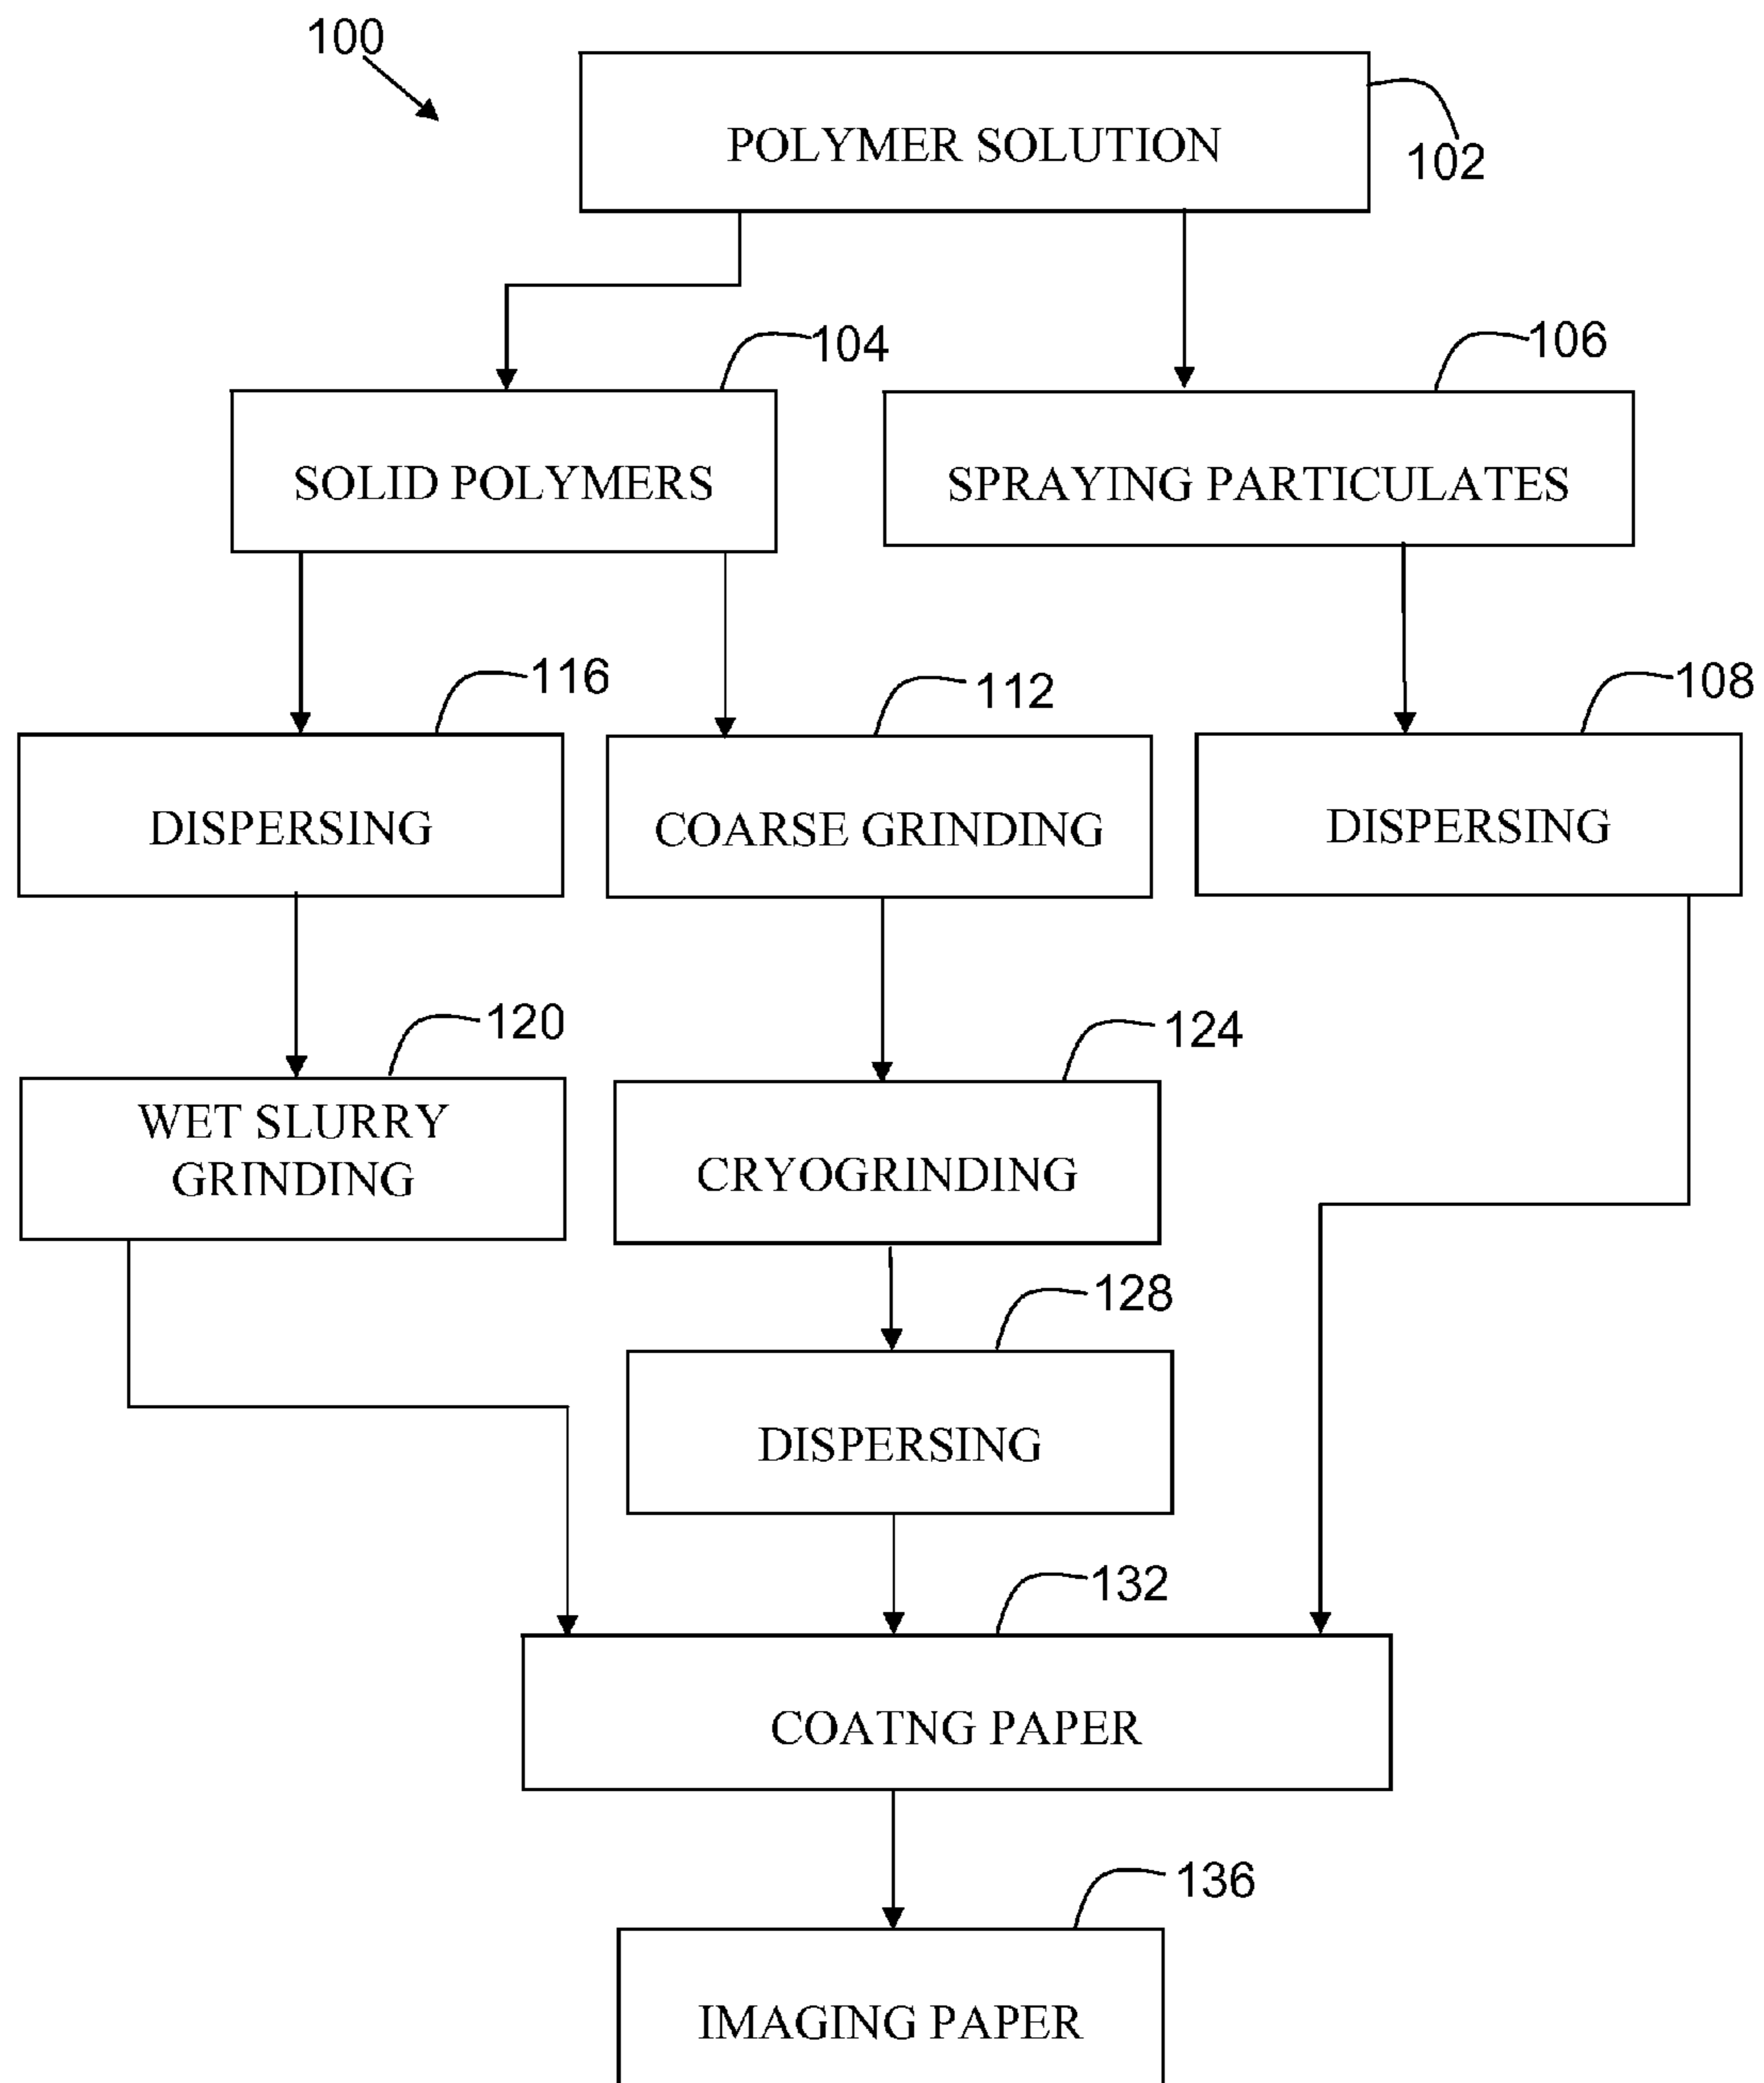 100
POLYMER SOLUTION
102
104
106
SOLID POLYMERS
SPRAYING PARTICULATES
116
112
108
DISPERSING
COARSE GRINDING
DISPERSING
120
124
WET SLURRY
GRINDING
CRYOGRINDING
128
DISPERSING
132
COATNG PAPER
136
IMAGING PAPER